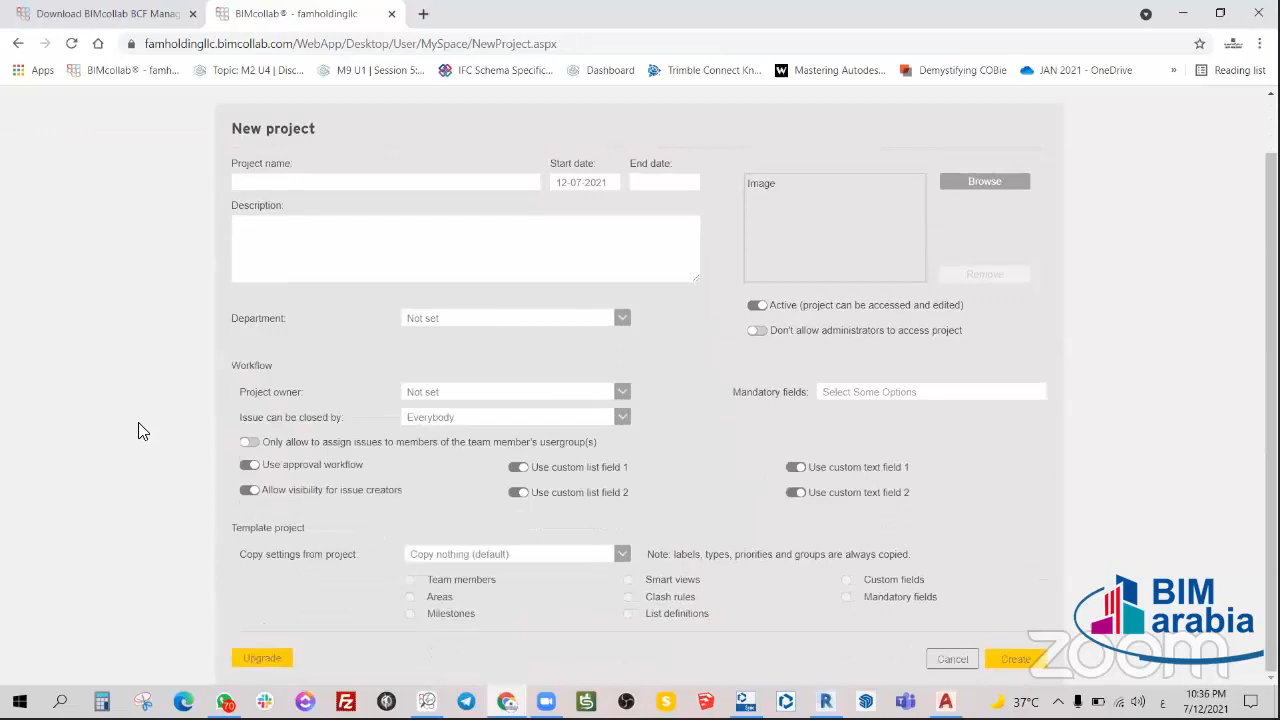 Download BIMcollab BCF Manag
BIMcollab® - famholdingllc
famholdingllc.bimcollab.com/WebApp/Desktop/User/MySpace/NewProject.aspx
Apps
BIMcollab® - famh...
Topic: M2 U4 | Disc...
M9 U1 | Session 5:...
IFC Schema Specific...
Dashboard
Trimble Connect Kn...
Mastering Autodes...
Demystifying COBie
JAN 2021 - OneDrive
»
Reading list
New project
Project name:
Start date:
End date:
12-07-2021
Image
Browse
Description:
Remove
Active (project can be accessed and edited)
Department:
Not set
Don't allow administrators to access project
Workflow
Project owner:
Not set
Mandatory fields:
Select Some Options
Issue can be closed by:
Everybody
Only allow to assign issues to members of the team member's usergroup(s)
Use approval workflow
Use custom list field 1
Use custom text field 1
Allow visibility for issue creators
Use custom list field 2
Use custom text field 2
Template project
Copy settings from project:
Copy nothing (default)
Note: labels, types, priorities and groups are always copied.
Team members
Smart views
Custom fields
Areas
Clash rules
Mandatory fields
Milestones
List definitions
Upgrade
Cancel
Create
BIM
arabia
zoom
70
37°C
ع
10:36 PM
7/12/2021